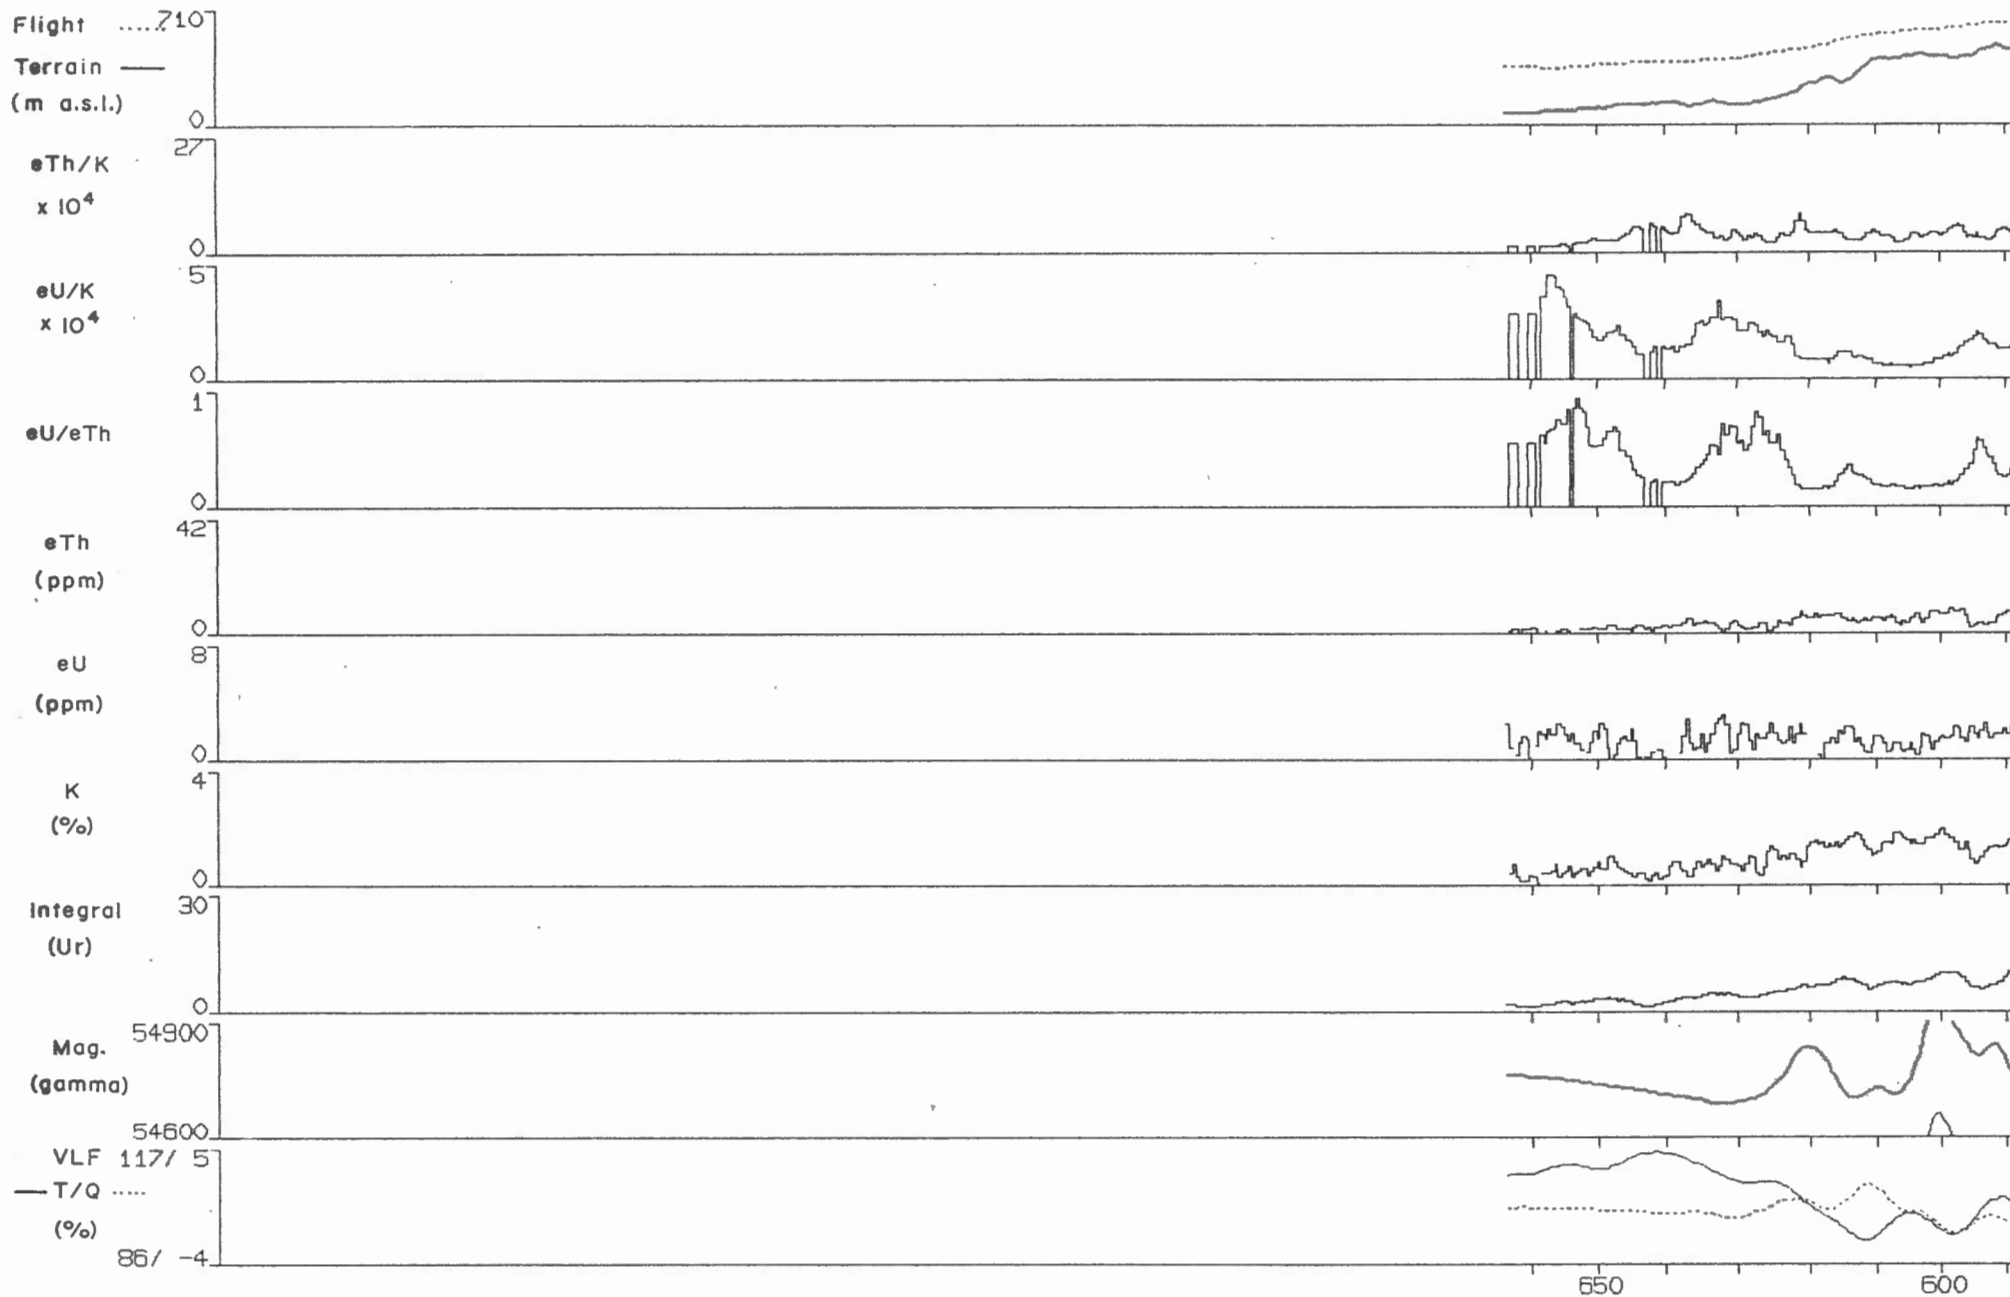 Flight ..... 710
Terrain —
(m a.s.l.)
0
27
eTh/K
x 10⁴
0
5
eU/K
x 10⁴
0
1
eU/eTh
0
42
eTh
(ppm)
0
8
eU
(ppm)
0
4
K
(%)
0
Integral 30
(Ur)
0
54900
Mag.
(gamma)
54600
VLF 117/ 5
— T/Q .....
(%)
86/ -4
650 600